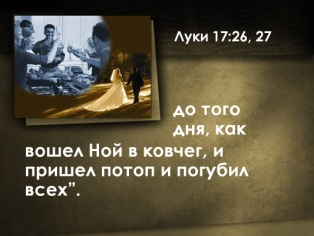 Луки 17:26, 27
до того
дня, как
вошел Ной в ковчег, и
пришел потоп и погубил
всех”.